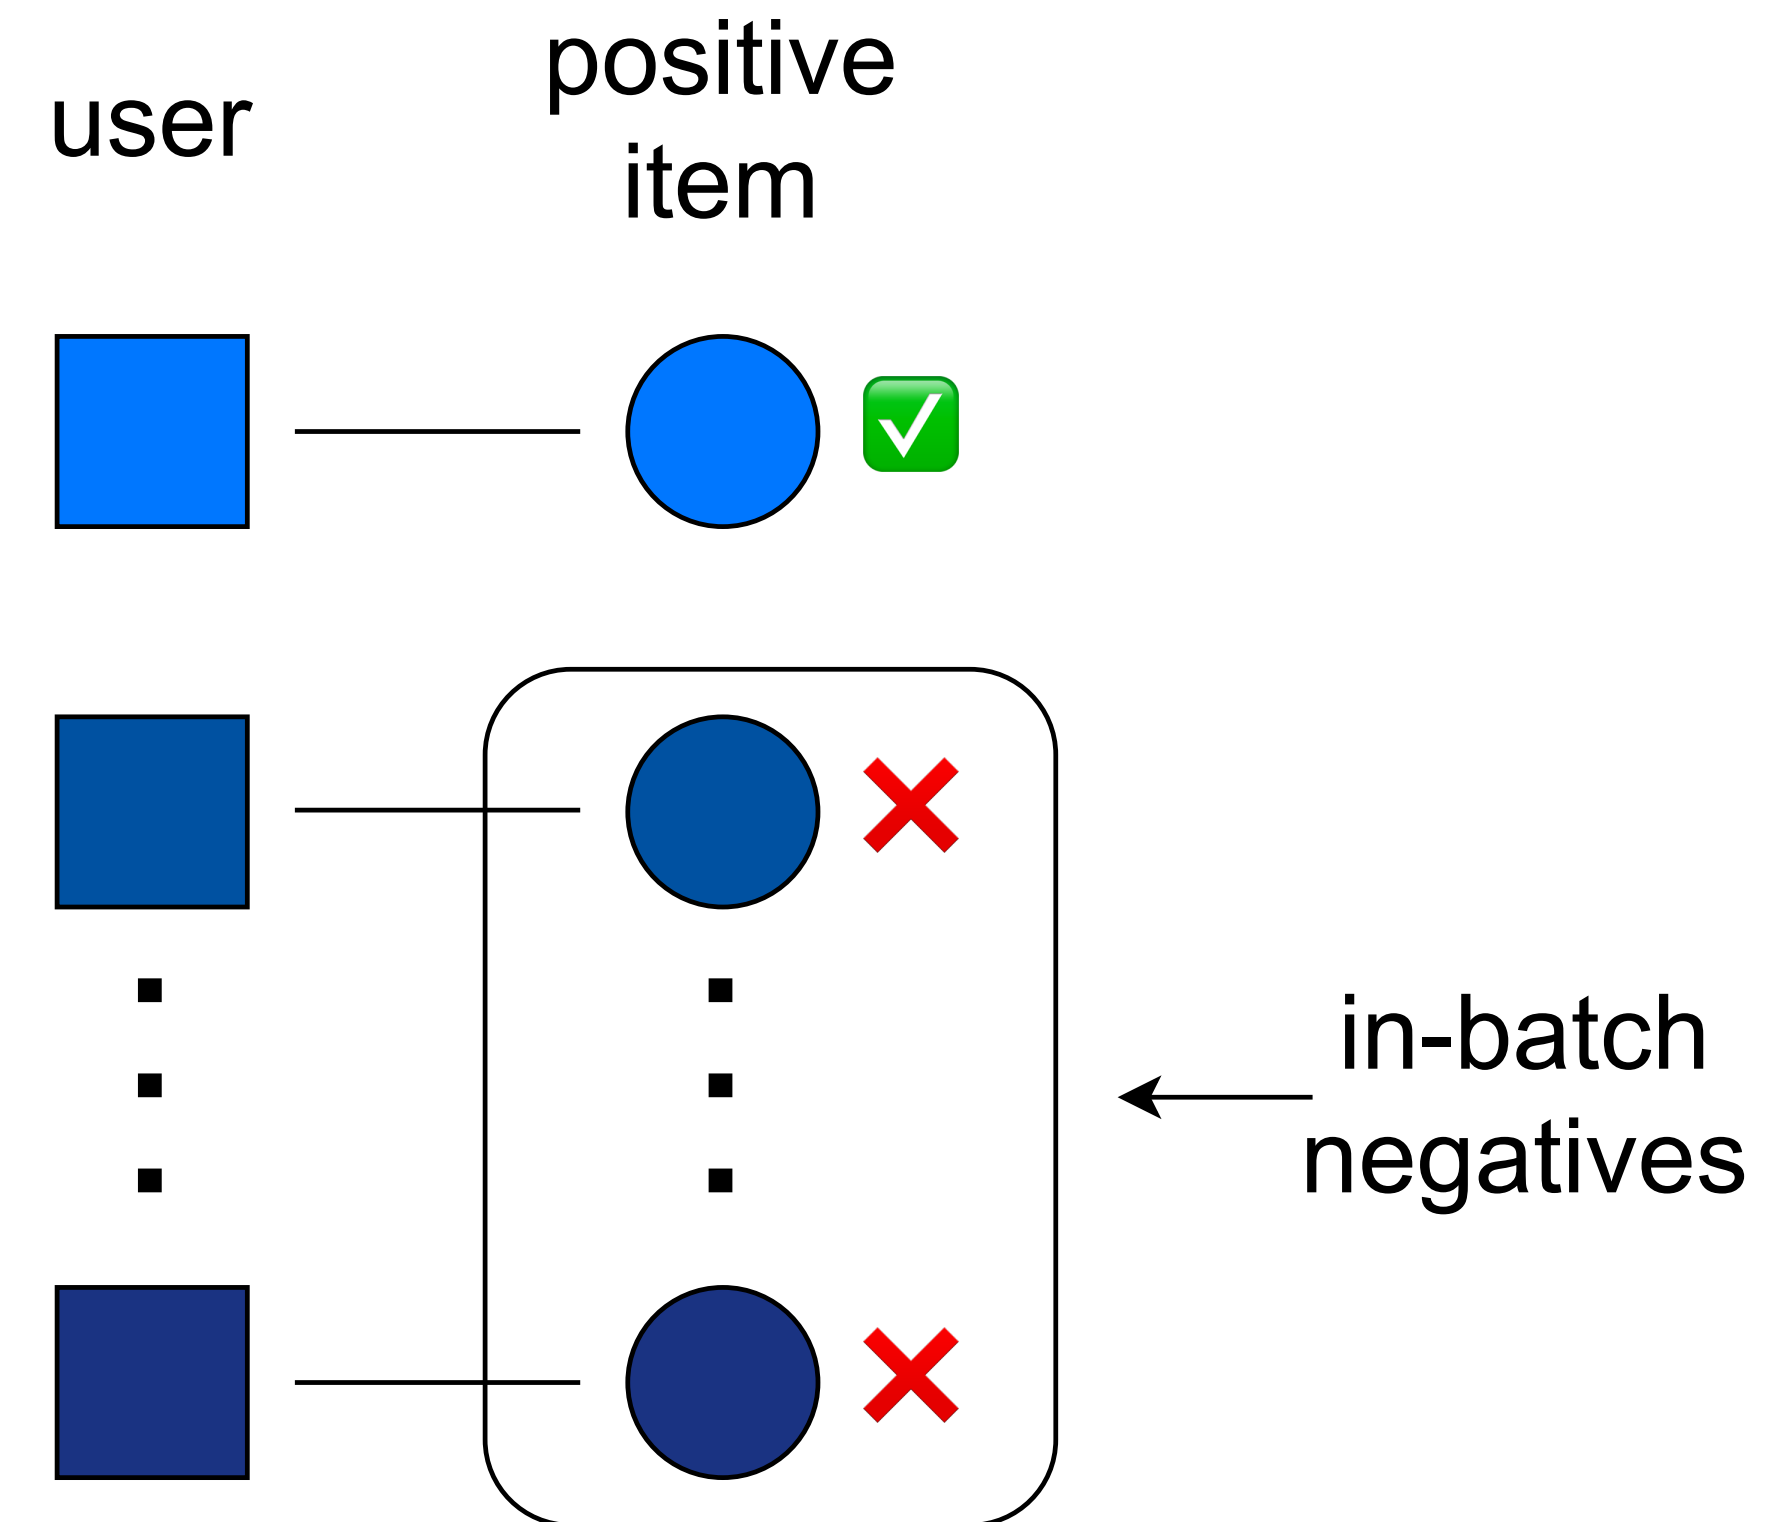 user
positive
item
in-batch
negatives